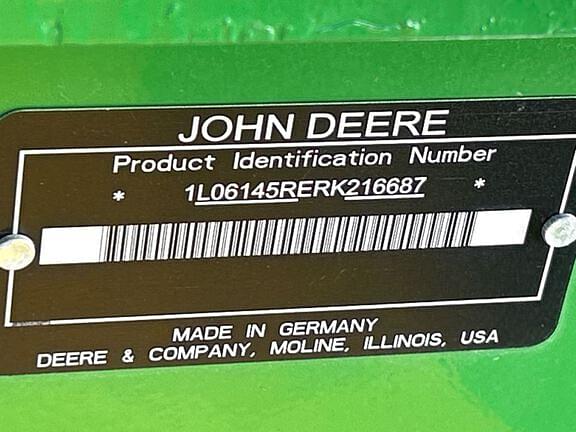 JOHN DEERE
Product Identification Number
* 1L06145RERK216687 *
MADE IN GERMANY
DEERE & COMPANY, MOLINE, ILLINOIS, USA